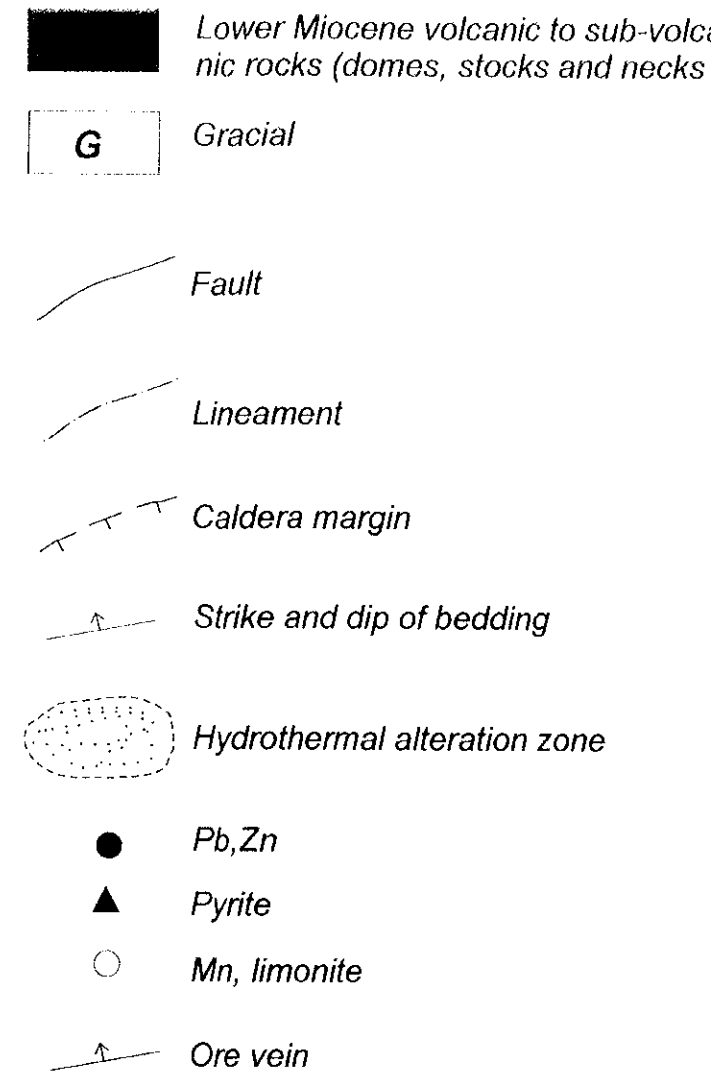 Lower Miocene volcanic to sub-volca
nic rocks (domes, stocks and necks
G
Gracial
Fault
Lineament
Caldera margin
Strike and dip of bedding
Hydrothermal alteration zone
Pb,Zn
Pyrite
Mn, limonite
Ore vein